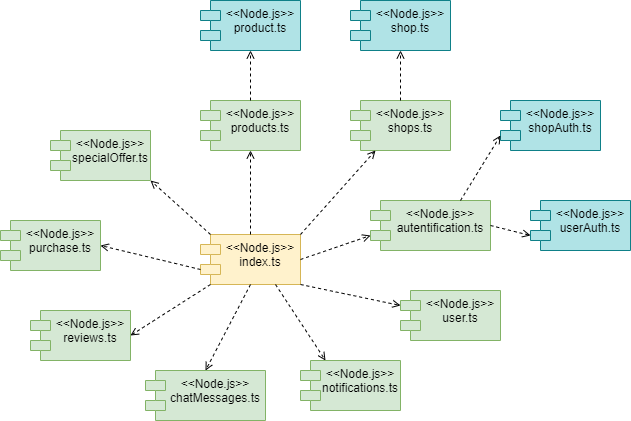 <<Node.js>>
product.ts
<<Node.js>>
shop.ts
<<Node.js>>
products.ts
<<Node.js>>
shops.ts
<<Node.js>>
shopAuth.ts
<<Node.js>>
specialOffer.ts
<<Node.js>>
autentification.ts
<<Node.js>>
userAuth.ts
<<Node.js>>
purchase.ts
<<Node.js>>
index.ts
<<Node.js>>
user.ts
<<Node.js>>
reviews.ts
<<Node.js>>
chatMessages.ts
<<Node.js>>
notifications.ts